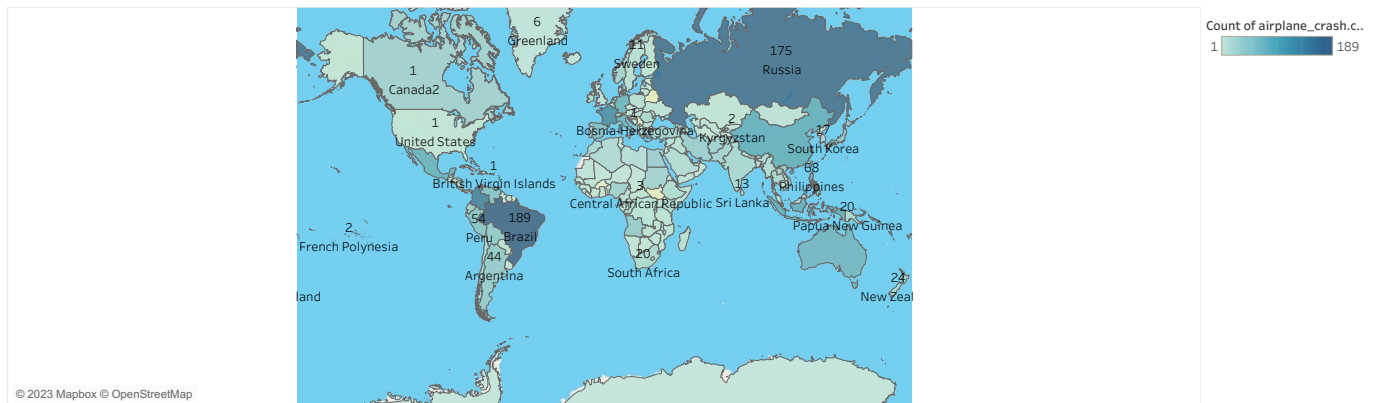 6
Greenland
11
Sweden
175
Russia
Count of airplane_crash.c..
1 189
1
Canada2
1
United States
1
Bosnia-Herzegovina
2
Kyrgyzstan
17
South Korea
1
British Virgin Islands
3
Central African Republic
13
Sri Lanka
68
Philippines
20
Papua New Guinea
2
French Polynesia
54
Peru
189
Brazil
44
Argentina
20
South Africa
24
New Zeal
land
© 2023 Mapbox © OpenStreetMap